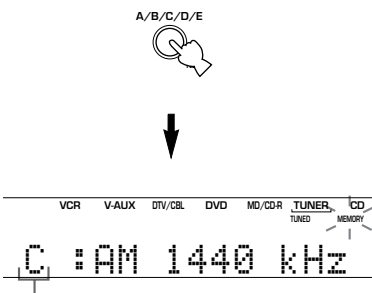 A/B/C/D/E
VCR V-AUX DTV/CBL DVD MD/CD-R TUNER CD
TUNED MEMORY
C :AM 1440 kHz